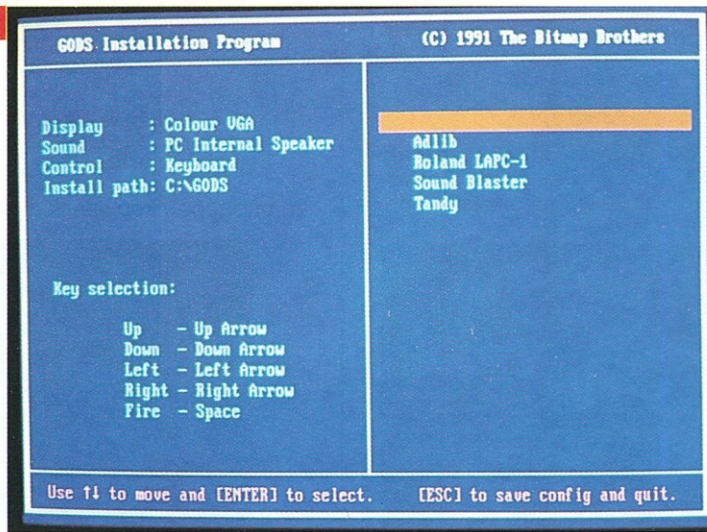 GODS Installation Program
(C) 1991 The Bitmap Brothers
Display : Colour VGA
Sound : PC Internal Speaker
Control : Keyboard
Install path: C:\GODS
Key selection:
Up - Up Arrow
Down - Down Arrow
Left - Left Arrow
Right - Right Arrow
Fire - Space
Adlib
Roland LAPC-1
Sound Blaster
Tandy
Use ↑↓ to move and [ENTER] to select.
[ESC] to save config and quit.